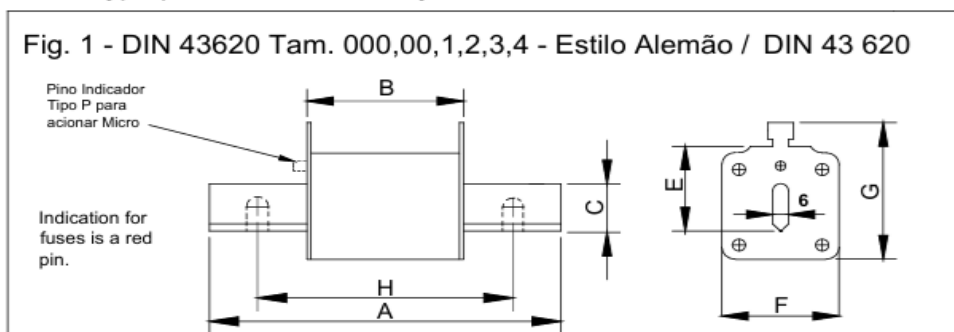 Fig. 1 - DIN 43620 Tam. 000,00,1,2,3,4 - Estilo Alemão / DIN 43 620
Pino Indicador
Tipo P para
acionar Micro
B
Indication for
fuses is a red
pin.
C
H
A
E
6
G
F